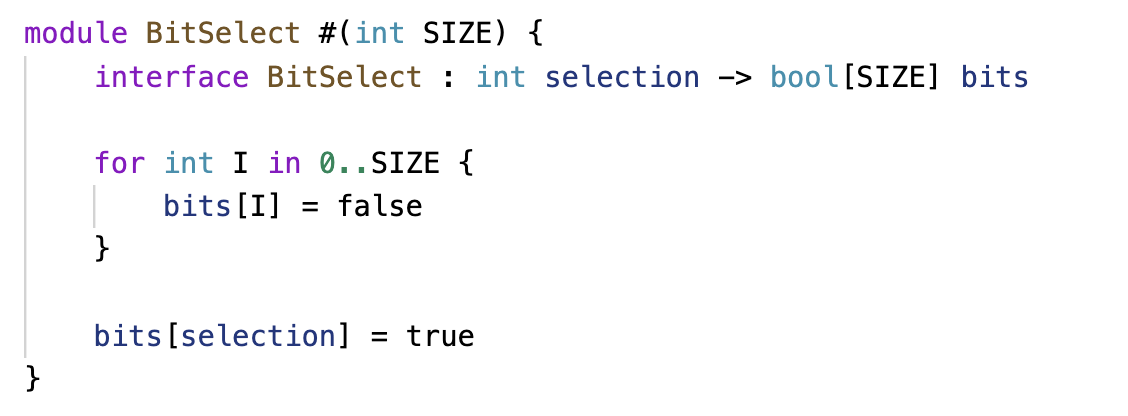 module BitSelect #(int SIZE) {
    interface BitSelect : int selection -> bool[SIZE] bits

    for int I in 0..SIZE {
        bits[I] = false
    }

    bits[selection] = true
}